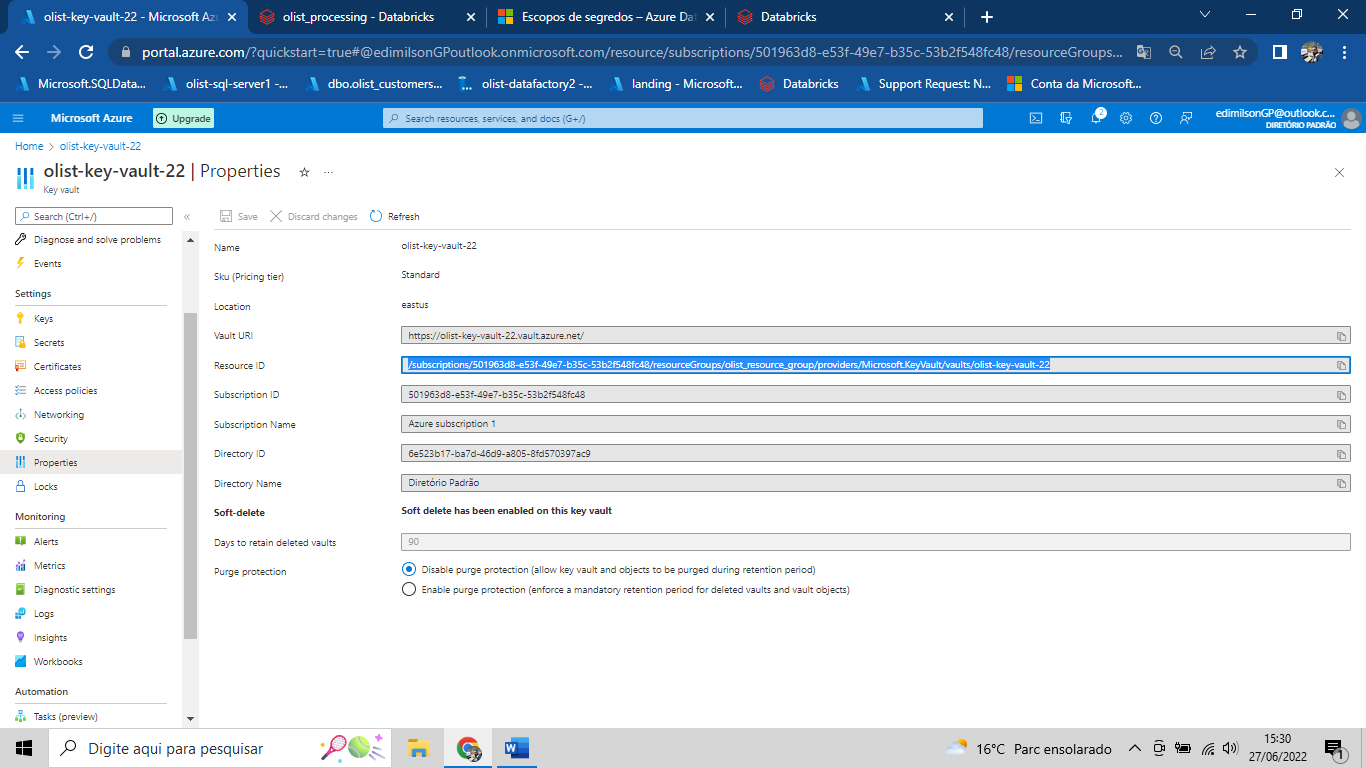 olist-key-vault-22 - Microsoft Azu
olist_processing - Databricks
Escopos de segredos – Azure Dat
Databricks
portal.azure.com/?quickstart=true#@edimilsonGPoutlook.onmicrosoft.com/resource/subscriptions/501963d8-e53f-49e7-b35c-53b2f548fc48/resourceGroups...
Microsoft.SQLData...
olist-sql-server1 -...
dbo.olist_customers...
olist-datafactory2 -...
landing - Microsoft...
Databricks
Support Request: N...
Conta da Microsoft...
Microsoft Azure
Upgrade
Search resources, services, and docs (G+/)
2
edimilsonGP@outlook.c...
DIRETÓRIO PADRÃO
Home > olist-key-vault-22
olist-key-vault-22 | Properties
Key vault
Search (Ctrl+/)
Diagnose and solve problems
Events
Settings
Keys
Secrets
Certificates
Access policies
Networking
Security
Properties
Locks
Monitoring
Alerts
Metrics
Diagnostic settings
Logs
Insights
Workbooks
Automation
Tasks (preview)
Save
Discard changes
Refresh
Name
olist-key-vault-22
Sku (Pricing tier)
Standard
Location
eastus
Vault URI
https://olist-key-vault-22.vault.azure.net/
Resource ID
/subscriptions/501963d8-e53f-49e7-b35c-53b2f548fc48/resourceGroups/olist_resource_group/providers/Microsoft.KeyVault/vaults/olist-key-vault-22
Subscription ID
501963d8-e53f-49e7-b35c-53b2f548fc48
Subscription Name
Azure subscription 1
Directory ID
6e523b17-ba7d-46d9-a805-8fd570397ac9
Directory Name
Diretório Padrão
Soft-delete
Soft delete has been enabled on this key vault
Days to retain deleted vaults
90
Purge protection
Disable purge protection (allow key vault and objects to be purged during retention period)
Enable purge protection (enforce a mandatory retention period for deleted vaults and vault objects)
Digite aqui para pesquisar
16°C Parc ensolarado
15:30
27/06/2022
1